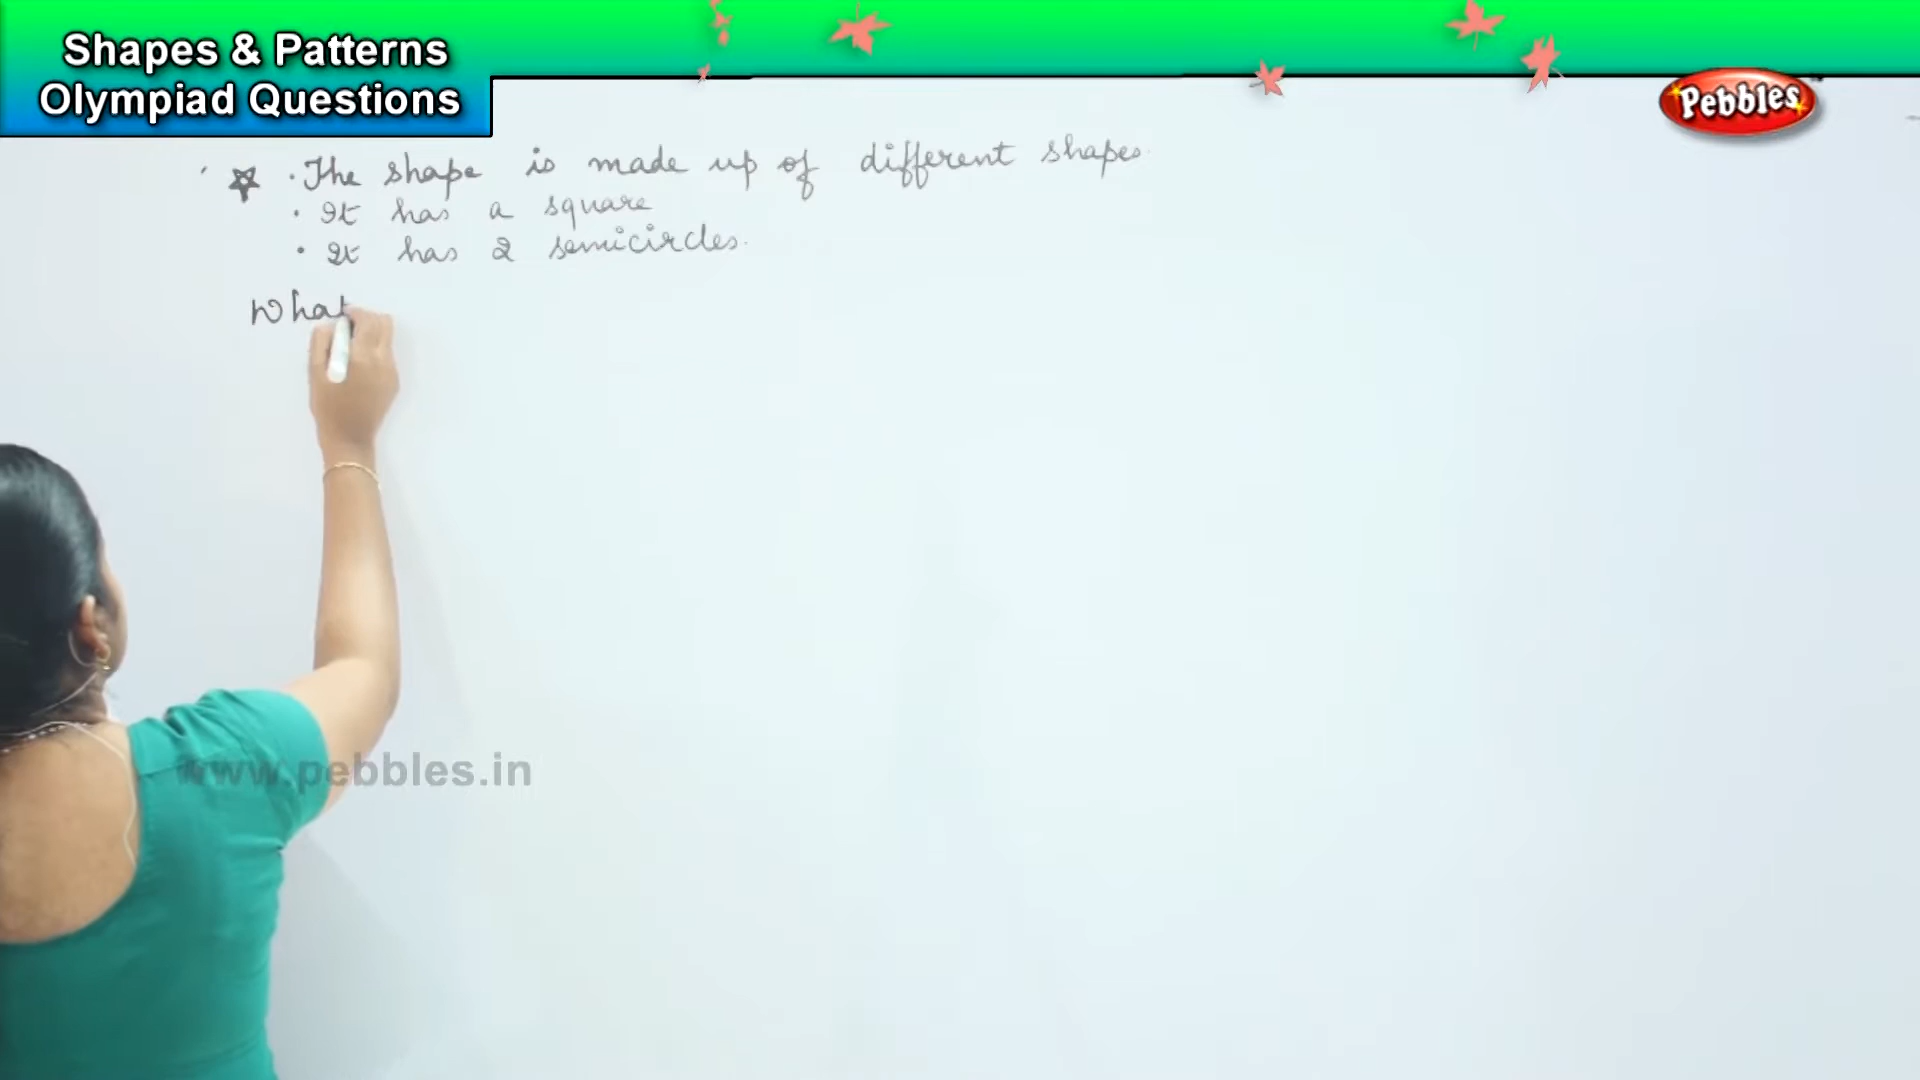 Shapes & Patterns
Olympiad Questions
Pebbles
☆ · The shape is made up of different shapes.
· It has a square
· It has 2 semicircles.
What
www.pebbles.in